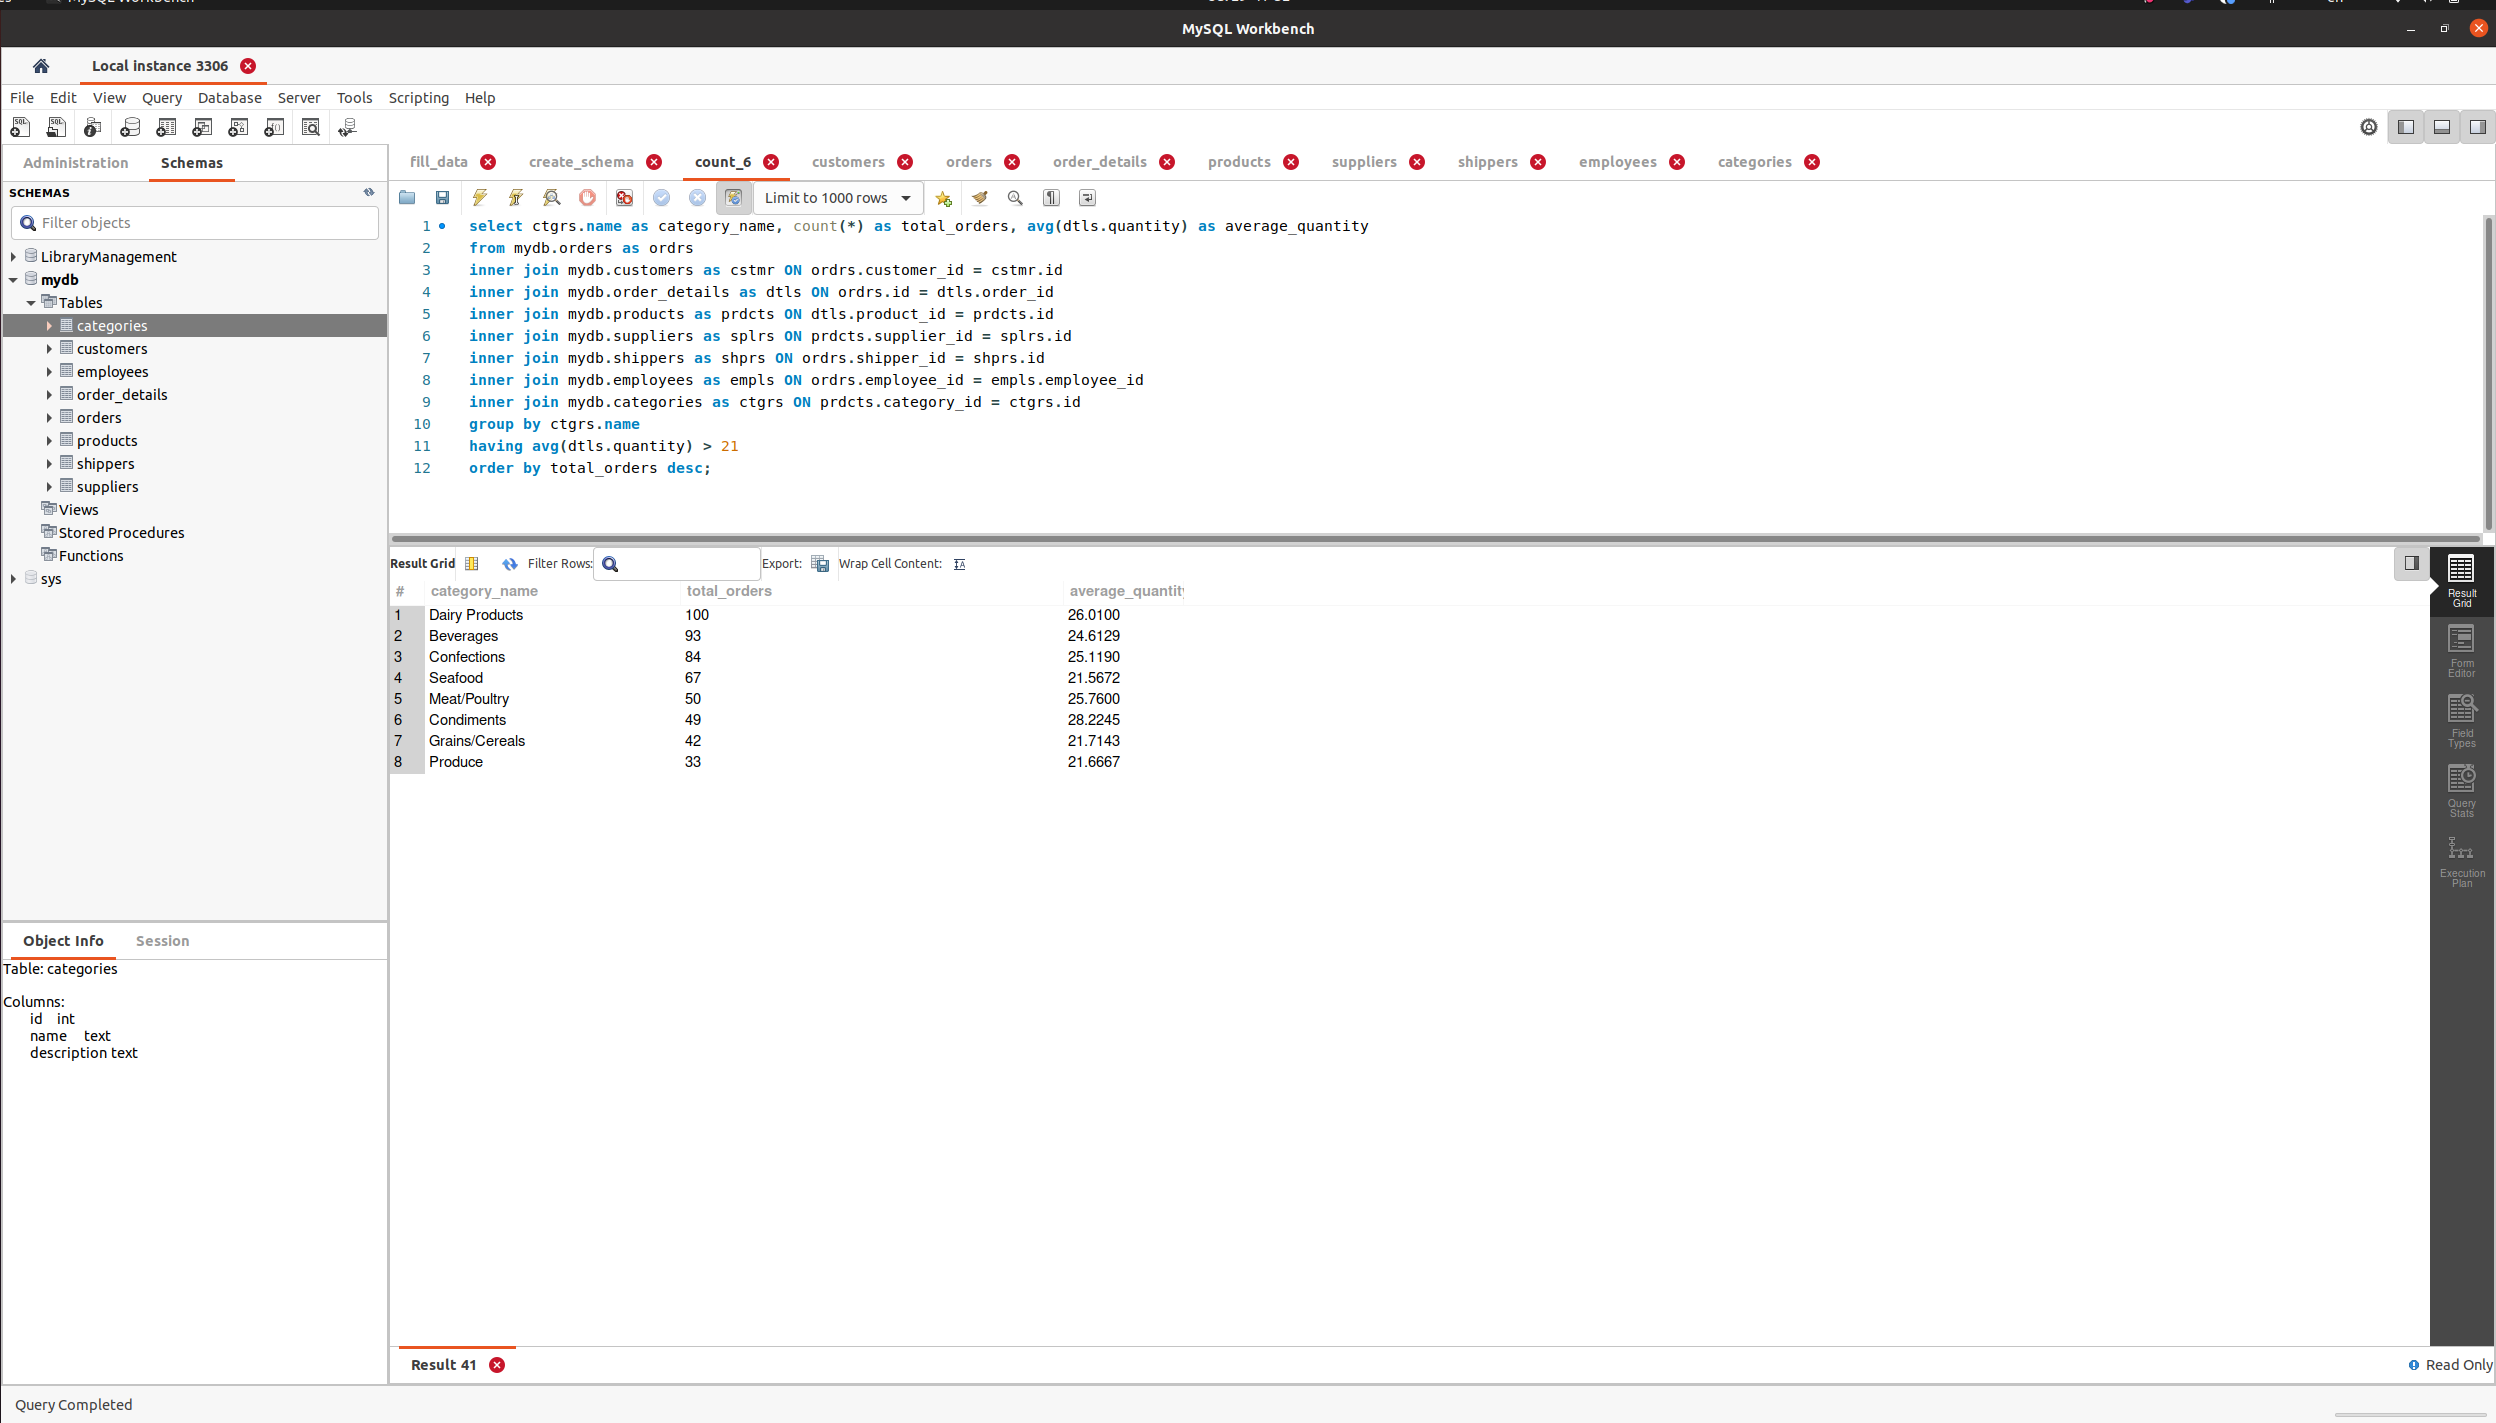 MySQL Workbench
Local instance 3306
File Edit View Query Database Server Tools Scripting Help
Administration Schemas
SCHEMAS
Filter objects
LibraryManagement
mydb
Tables
categories
customers
employees
order_details
orders
products
shippers
suppliers
Views
Stored Procedures
Functions
sys
Object Info Session
Table: categories
Columns:
id int
name text
description text
fill_data create_schema count_6 customers orders order_details products suppliers shippers employees categories
Limit to 1000 rows
1 select ctgrs.name as category_name, count(*) as total_orders, avg(dtls.quantity) as average_quantity
2 from mydb.orders as ordrs
3 inner join mydb.customers as cstmr ON ordrs.customer_id = cstmr.id
4 inner join mydb.order_details as dtls ON ordrs.id = dtls.order_id
5 inner join mydb.products as prdcts ON dtls.product_id = prdcts.id
6 inner join mydb.suppliers as splrs ON prdcts.supplier_id = splrs.id
7 inner join mydb.shippers as shprs ON ordrs.shipper_id = shprs.id
8 inner join mydb.employees as empls ON ordrs.employee_id = empls.employee_id
9 inner join mydb.categories as ctgrs ON prdcts.category_id = ctgrs.id
10 group by ctgrs.name
11 having avg(dtls.quantity) > 21
12 order by total_orders desc;
Result Grid Filter Rows: Export: Wrap Cell Content:
# category_name total_orders average_quantity
1 Dairy Products 100 26.0100
2 Beverages 93 24.6129
3 Confections 84 25.1190
4 Seafood 67 21.5672
5 Meat/Poultry 50 25.7600
6 Condiments 49 28.2245
7 Grains/Cereals 42 21.7143
8 Produce 33 21.6667
Result
Grid
Form
Editor
Field
Types
Query
Stats
Execution
Plan
Result 41
Read Only
Query Completed